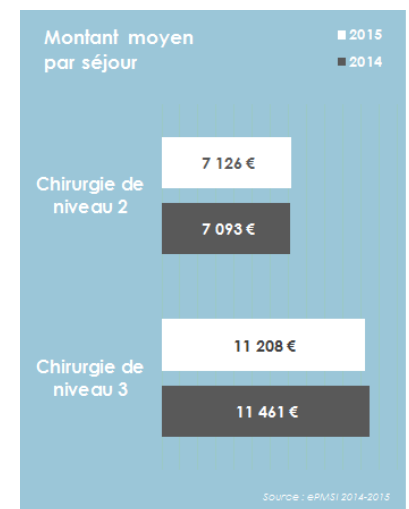 Montant moyen
par séjour
2015
2014
Chirurgie de
niveau 2
7 126 €
7 093 €
Chirurgie de
niveau 3
11 208 €
11 461 €
Source : ePMSI 2014-2015